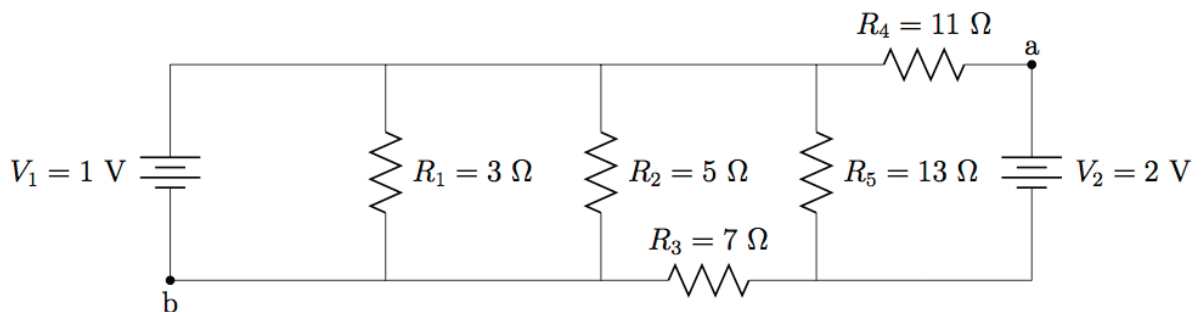 R₄ = 11 Ω
a
V₁ = 1 V
R₁ = 3 Ω
R₂ = 5 Ω
R₅ = 13 Ω
V₂ = 2 V
R₃ = 7 Ω
b